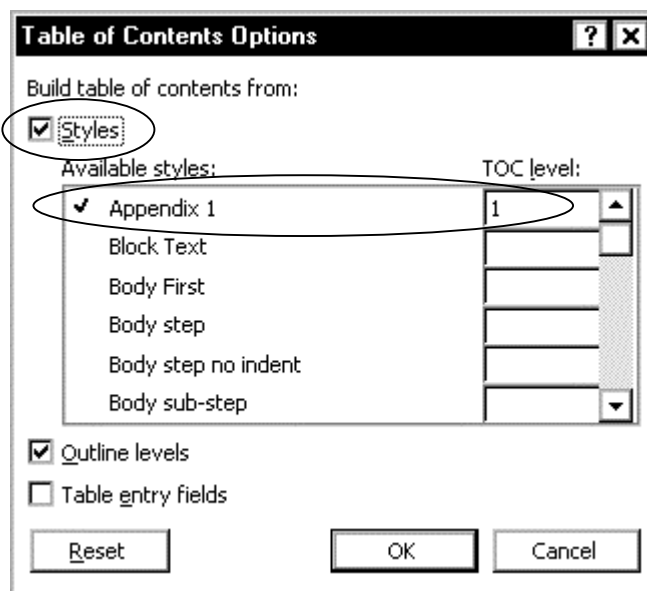 Table of Contents Options ? X
Build table of contents from:
Styles
Available styles: TOC level:
Appendix 1 1
Block Text
Body First
Body step
Body step no indent
Body sub-step
Outline levels
Table entry fields
Reset OK Cancel